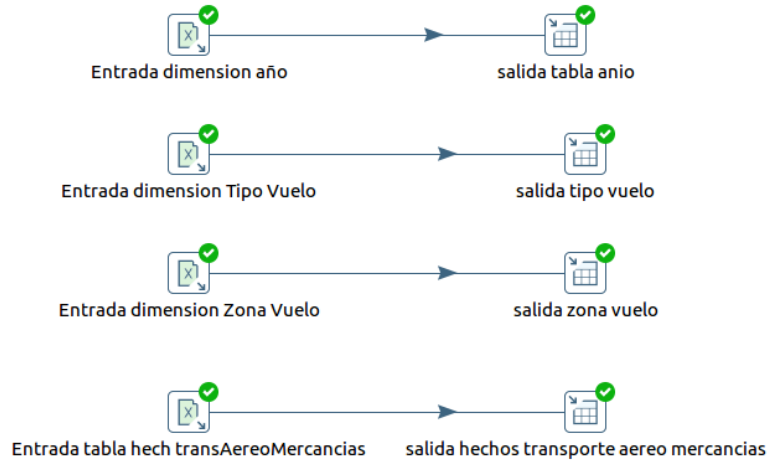 Entrada dimension año
salida tabla anio
Entrada dimension Tipo Vuelo
salida tipo vuelo
Entrada dimension Zona Vuelo
salida zona vuelo
Entrada tabla hech transAereoMercancias
salida hechos transporte aereo mercancias